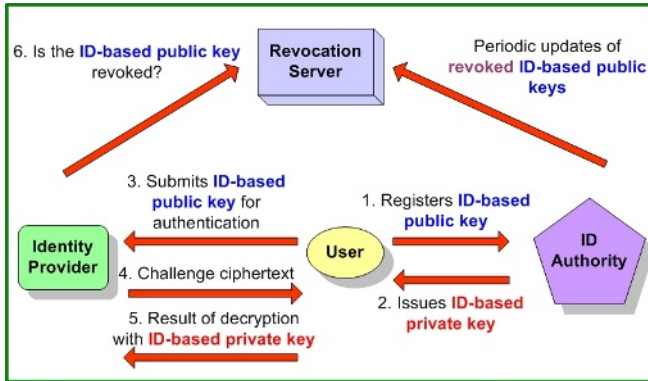 6. Is the ID-based public key
revoked?
Revocation
Server
Periodic updates of
revoked ID-based public
keys
3. Submits ID-based
public key for
authentication
1. Registers ID-based
public key
Identity
Provider
User
ID
Authority
4. Challenge ciphertext
2. Issues ID-based
private key
5. Result of decryption
with ID-based private key